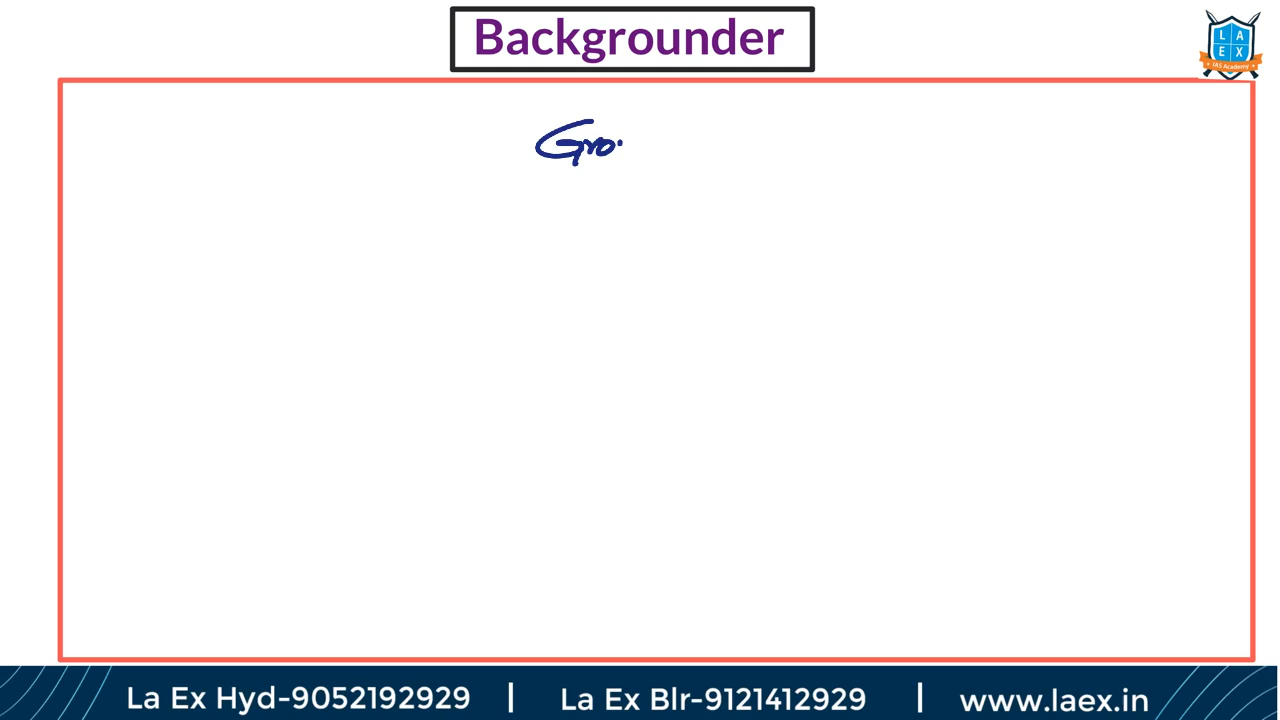 Backgrounder
L A
E X
IAS Academy
Gro
La Ex Hyd-9052192929 | La Ex Blr-9121412929 | www.laex.in